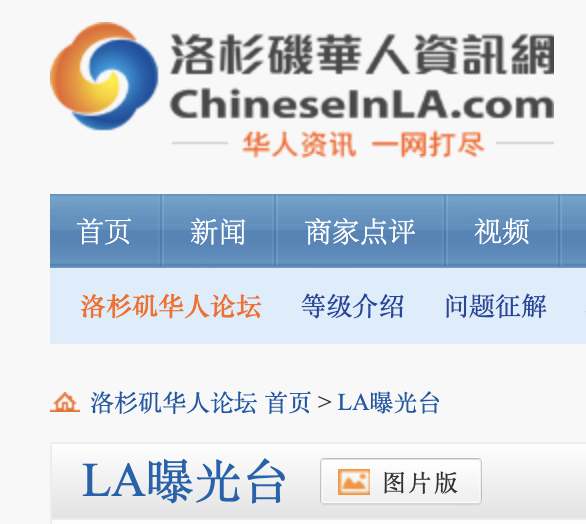 洛杉磯華人資訊網
ChineseInLA.com
华人资讯 一网打尽
首页 新闻 商家点评 视频
洛杉矶华人论坛 等级介绍 问题征解
洛杉矶华人论坛 首页 > LA曝光台
LA曝光台 图片版